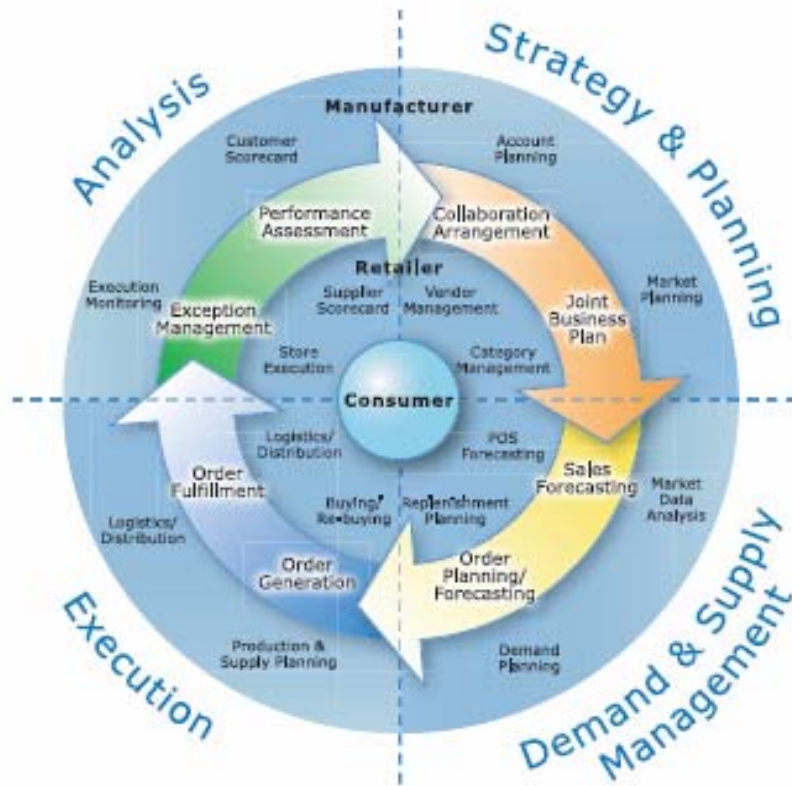 Analysis
Strategy & Planning
Manufacturer
Customer
Scorecard
Account
Planning
Performance
Assessment
Collaboration
Arrangement
Retailer
Execution
Monitoring
Exception
Management
Supplier
Scorecard
Vendor
Management
Joint
Business
Plan
Market
Planning
Store
Execution
Category
Management
Consumer
Logistics/
Distribution
POS
Forecasting
Order
Fulfillment
Sales
Forecasting
Market
Data
Analysis
Logistics/
Distribution
Buying/
Re-buying
Replenishment
Planning
Order
Generation
Order
Planning/
Forecasting
Production &
Supply Planning
Demand
Planning
Execution
Demand & Supply
Management